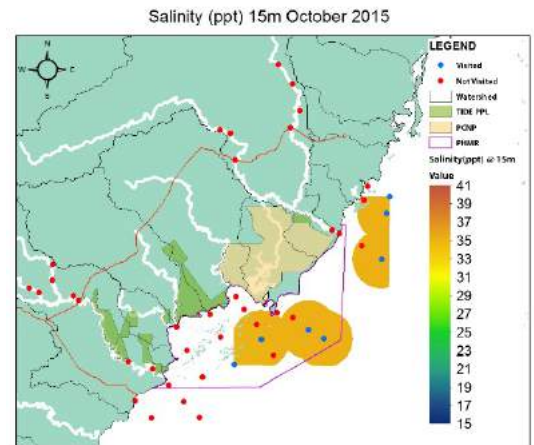 Salinity (ppt) 15m October 2015
N
W E
S
LEGEND
Visited
Not Visited
Watershed
TIDE PPL
PCNP
PHMR
Salinity(ppt) @ 15m
Value
41
39
37
35
33
31
29
27
25
23
21
19
17
15